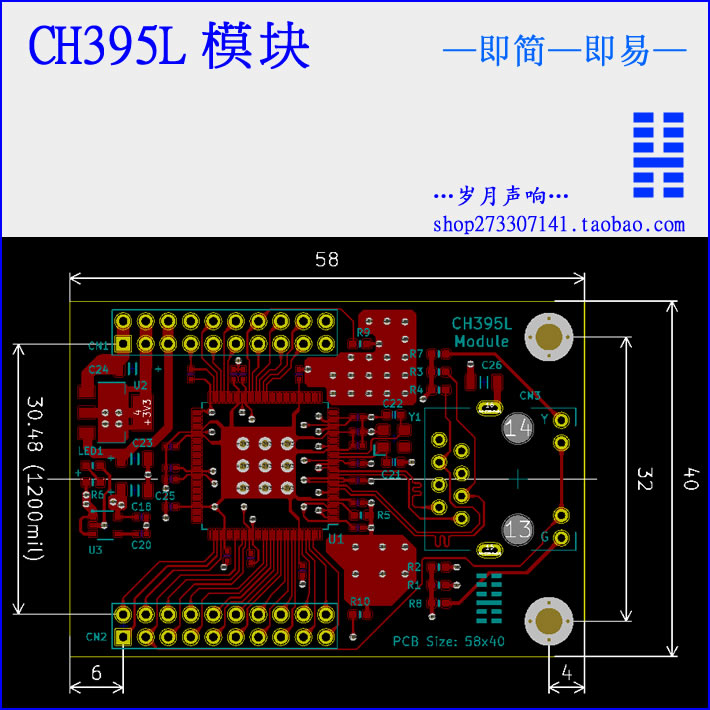 CH395L 模块
—即简—即易—
…岁月声响…
shop273307141.taobao.com
58
CN1
R9
CH395L
Module
C24
U2
4
+3V3
R7
R3
R4
C26
CN3
C22
Y1
14
Y
30.48 (1200mil)
LED1
C23
R6
C25
C18
C21
32
40
U3
C20
R5
U1
13
G
R2
R1
R8
R10
CN2
PCB Size: 58x40
6
4